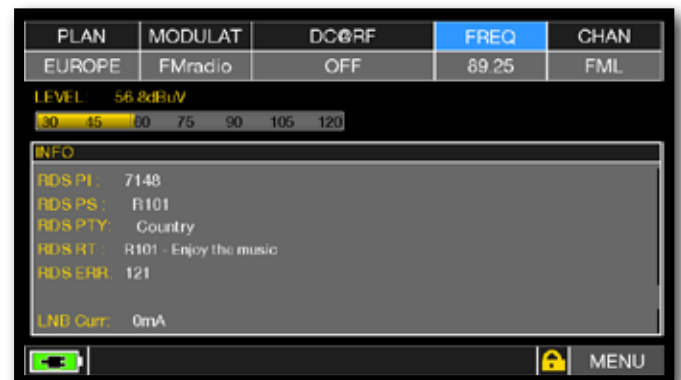 PLAN MODULAT DC@RF FREQ CHAN
EUROPE FMradio OFF 89.25 FML
LEVEL: 56.8dBuV
30 45 60 75 90 105 120
INFO
RDS PI : 7148
RDS PS : R101
RDS PTY: Country
RDS RT : R101 - Enjoy the music
RDS ERR: 121
LNB Curr: 0mA
MENU